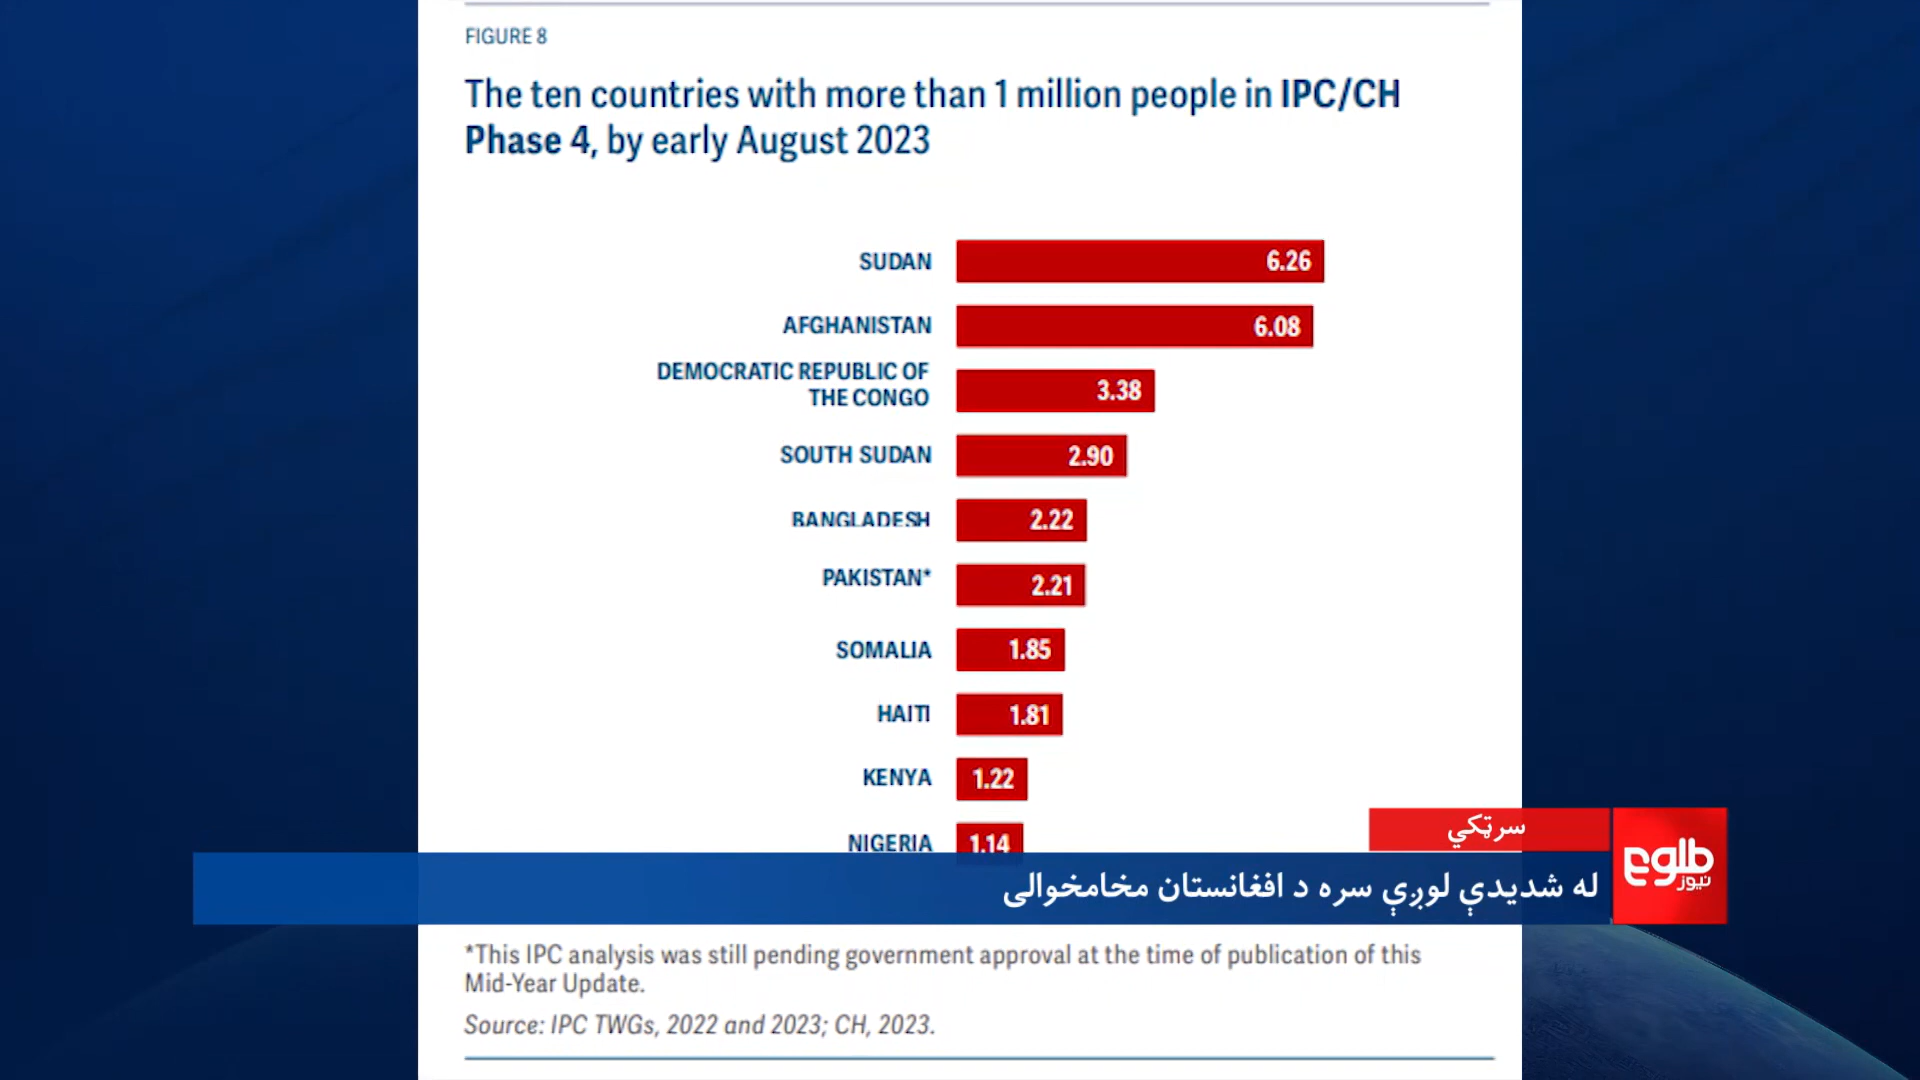 FIGURE 8
The ten countries with more than 1 million people in IPC/CH
Phase 4, by early August 2023
SUDAN 6.26
AFGHANISTAN 6.08
DEMOCRATIC REPUBLIC OF
THE CONGO 3.38
SOUTH SUDAN 2.90
BANGLADESH 2.22
PAKISTAN* 2.21
SOMALIA 1.85
HAITI 1.81
KENYA 1.22
NIGERIA 1.14
سرټکي
له شدیدې لوږې سره د افغانستان مخامخوالی
طلوع
نیوز
*This IPC analysis was still pending government approval at the time of publication of this
Mid-Year Update.
Source: IPC TWGs, 2022 and 2023; CH, 2023.